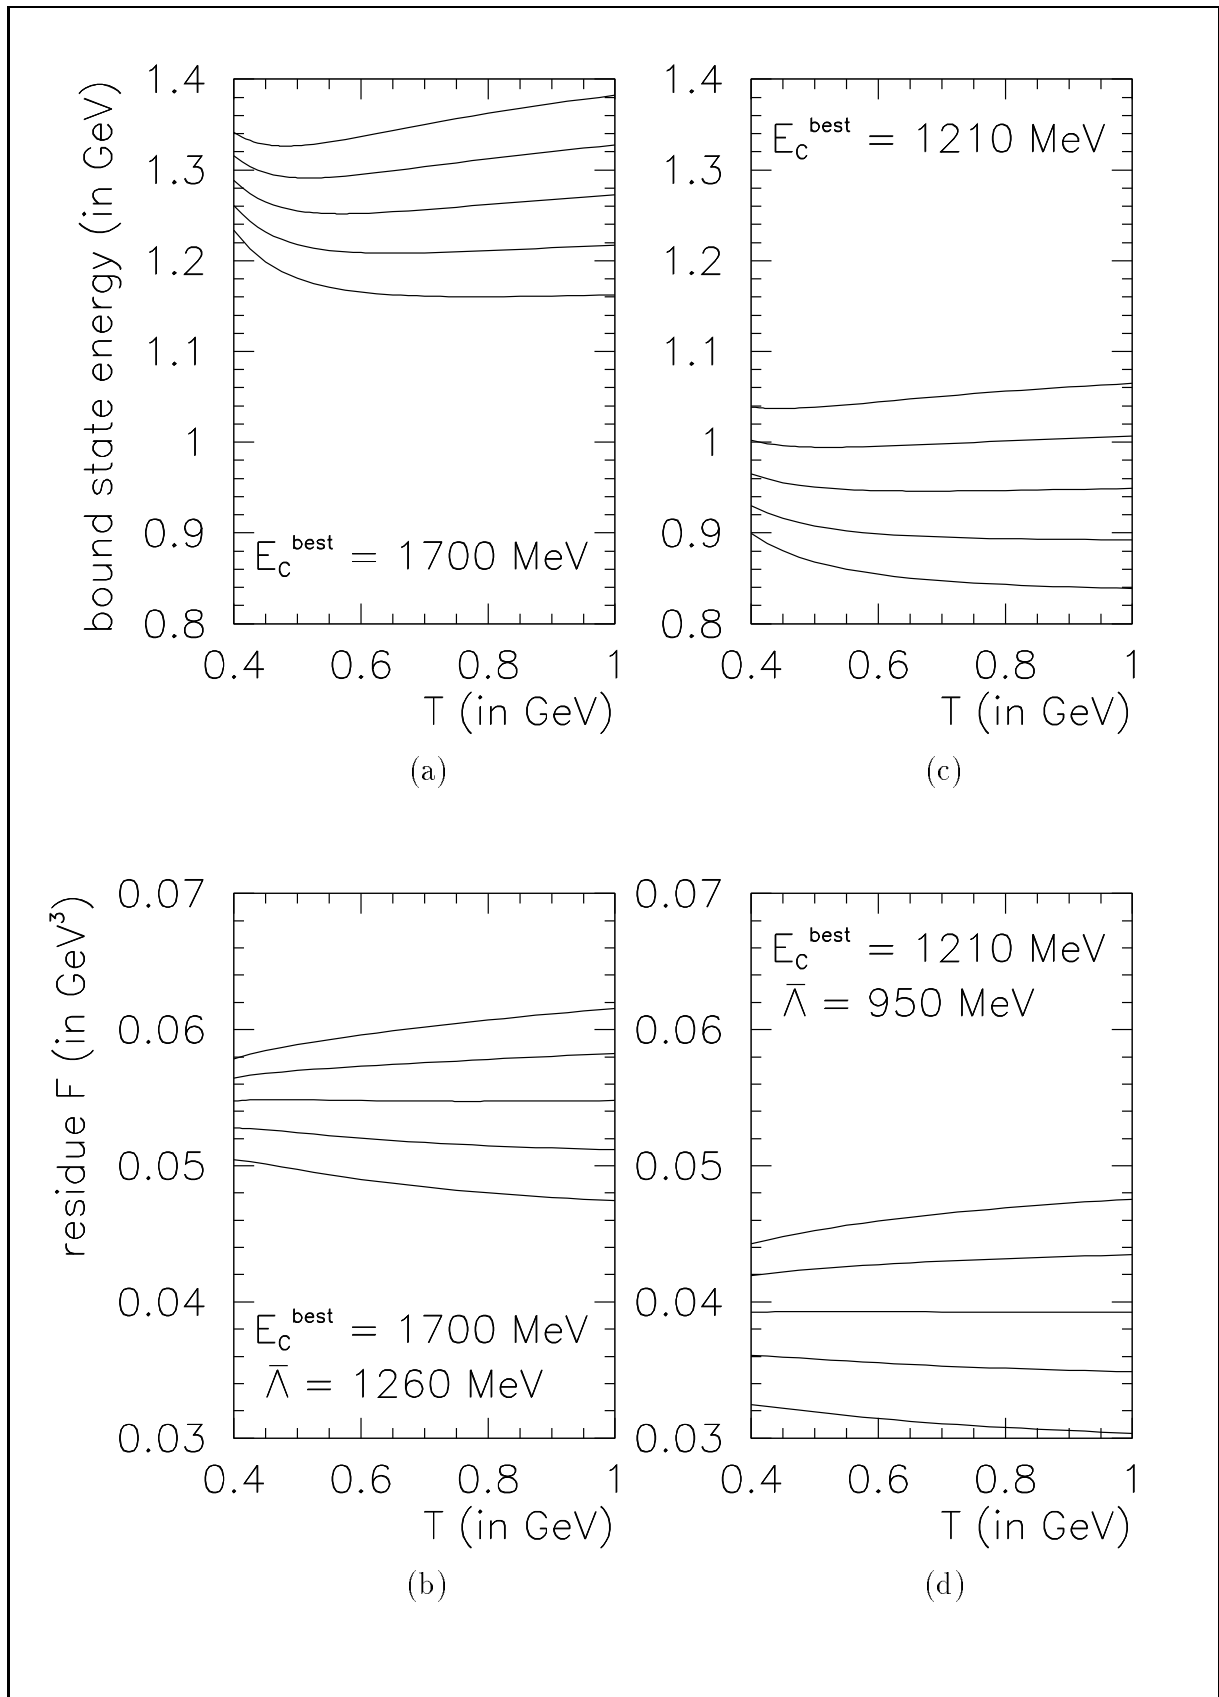 bound state energy (in GeV)
1.4
1.3
1.2
1.1
1
0.9
0.8
E_C^best = 1700 MeV
0.4 0.6 0.8 1
T (in GeV)
(a)
1.4
1.3
1.2
1.1
1
0.9
0.8
E_C^best = 1210 MeV
0.4 0.6 0.8 1
T (in GeV)
(c)
residue F (in GeV³)
0.07
0.06
0.05
0.04
0.03
E_C^best = 1700 MeV
Λ̄ = 1260 MeV
0.4 0.6 0.8 1
T (in GeV)
(b)
0.07
0.06
0.05
0.04
0.03
E_C^best = 1210 MeV
Λ̄ = 950 MeV
0.4 0.6 0.8 1
T (in GeV)
(d)